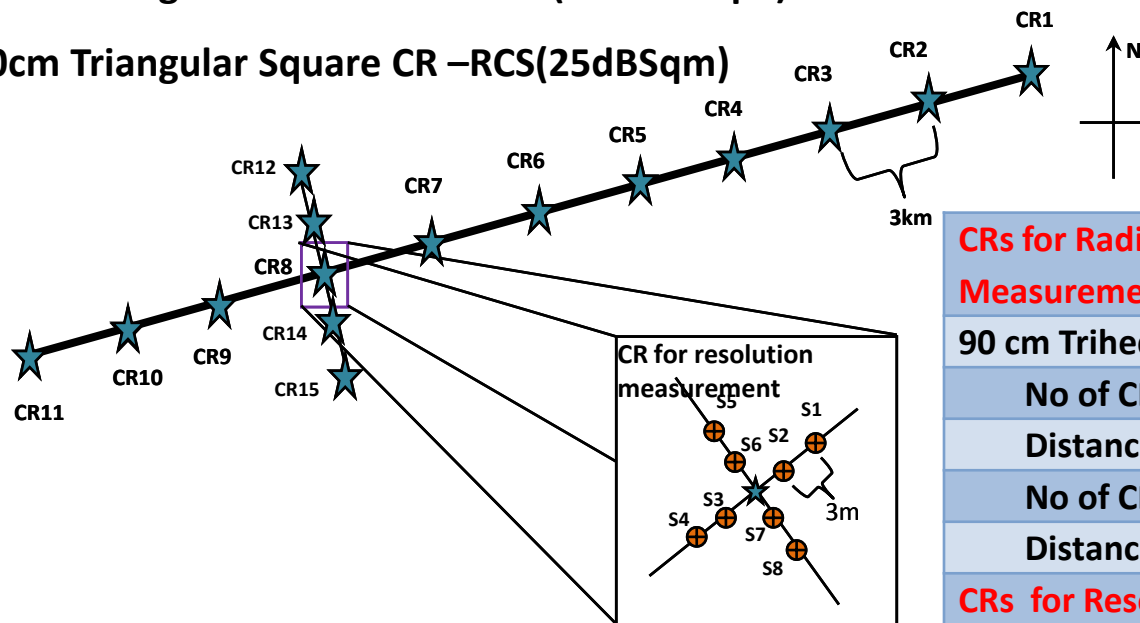 0cm Triangular Square CR –RCS(25dBSqm)
CR1
CR2
CR3
CR4
CR5
CR6
CR7
CR12
CR13
CR8
CR14
CR15
CR9
CR10
CR11
3km
N
CR for resolution
measurement
S5
S6
S2
S1
S3
S4
S7
S8
3m
CRs for Radi
Measureme
90 cm Trihe
No of C
Distanc
No of C
Distanc
CRs for Res